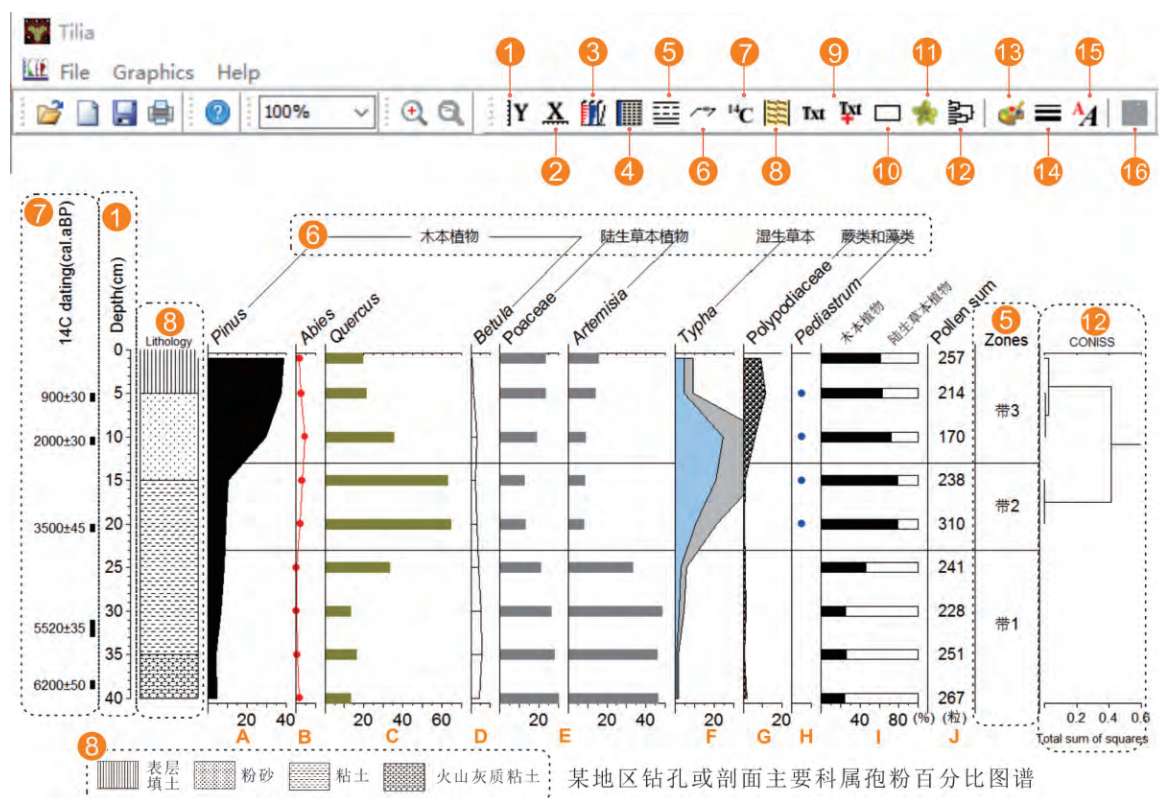 Tilia
File Graphics Help
100%
Y X 14C Txt Txt AA
1 3 5 7 9 11 13 15
2 4 6 8 10 12 14 16
7 14C dating(cal.aBP)
1 Depth(cm)
8 Lithology
6 木本植物 陆生草本植物 湿生草本 蕨类和藻类
Pinus Abies Quercus Betula Poaceae Artemisia Typha Polypodiaceae Pediastrum 木本植物 陆生草本植物 Pollen sum
5 Zones
12 CONISS
0 257
900±30 5 214 带3
2000±30 10 170
15 238
带2
3500±45 20 310
25 241
30 228 带1
5520±35
35 251
6200±50 40 267
20 40 20 40 60 20 20 40 20 20 40 80 (%) (粒) 0.2 0.4 0.6
A B C D E F G H I J Total sum of squares
8 表层填土 粉砂 粘土 火山灰质粘土 某地区钻孔或剖面主要科属孢粉百分比图谱